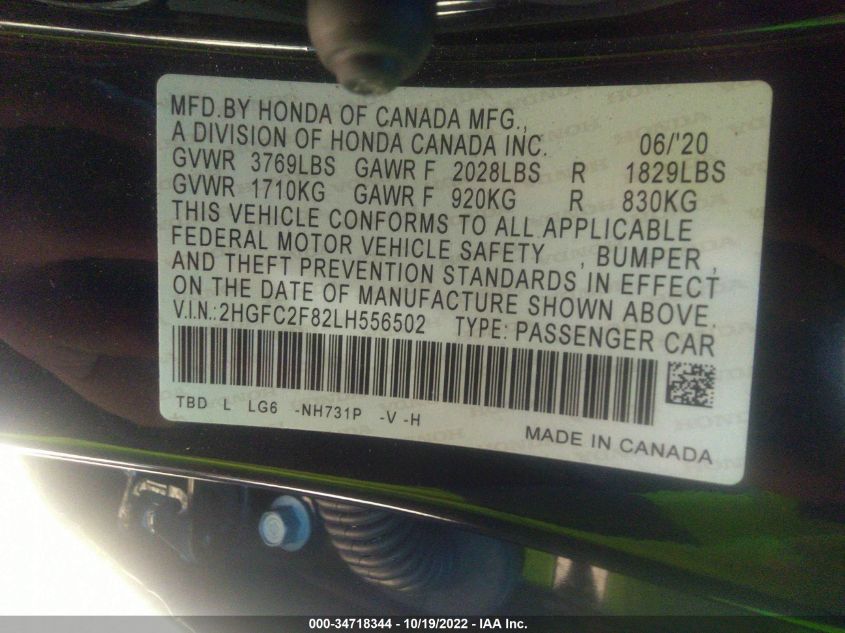 MFD.BY HONDA OF CANADA MFG.,
A DIVISION OF HONDA CANADA INC. 06/'20
GVWR 3769LBS GAWR F 2028LBS R 1829LBS
GVWR 1710KG GAWR F 920KG R 830KG
THIS VEHICLE CONFORMS TO ALL APPLICABLE
FEDERAL MOTOR VEHICLE SAFETY , BUMPER ,
AND THEFT PREVENTION STANDARDS IN EFFECT
ON THE DATE OF MANUFACTURE SHOWN ABOVE.
V.I.N.:2HGFC2F82LH556502 TYPE: PASSENGER CAR
TBD L LG6 -NH731P -V -H
MADE IN CANADA
000-34718344 - 10/19/2022 - IAA Inc.